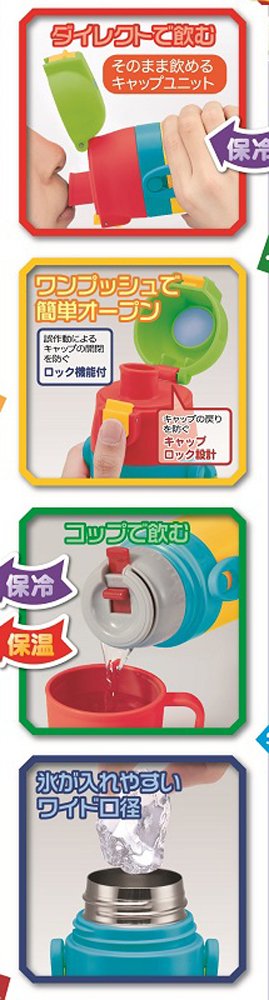 ダイレクトで飲む
そのまま飲める
キャップユニット
保冷
ワンプッシュで
簡単オープン
誤作動による
キャップの開閉
を防ぐ
ロック機能付
キャップの戻り
を防ぐ
キャップ
ロック設計
コップで飲む
保冷
保温
氷が入れやすい
ワイド口径